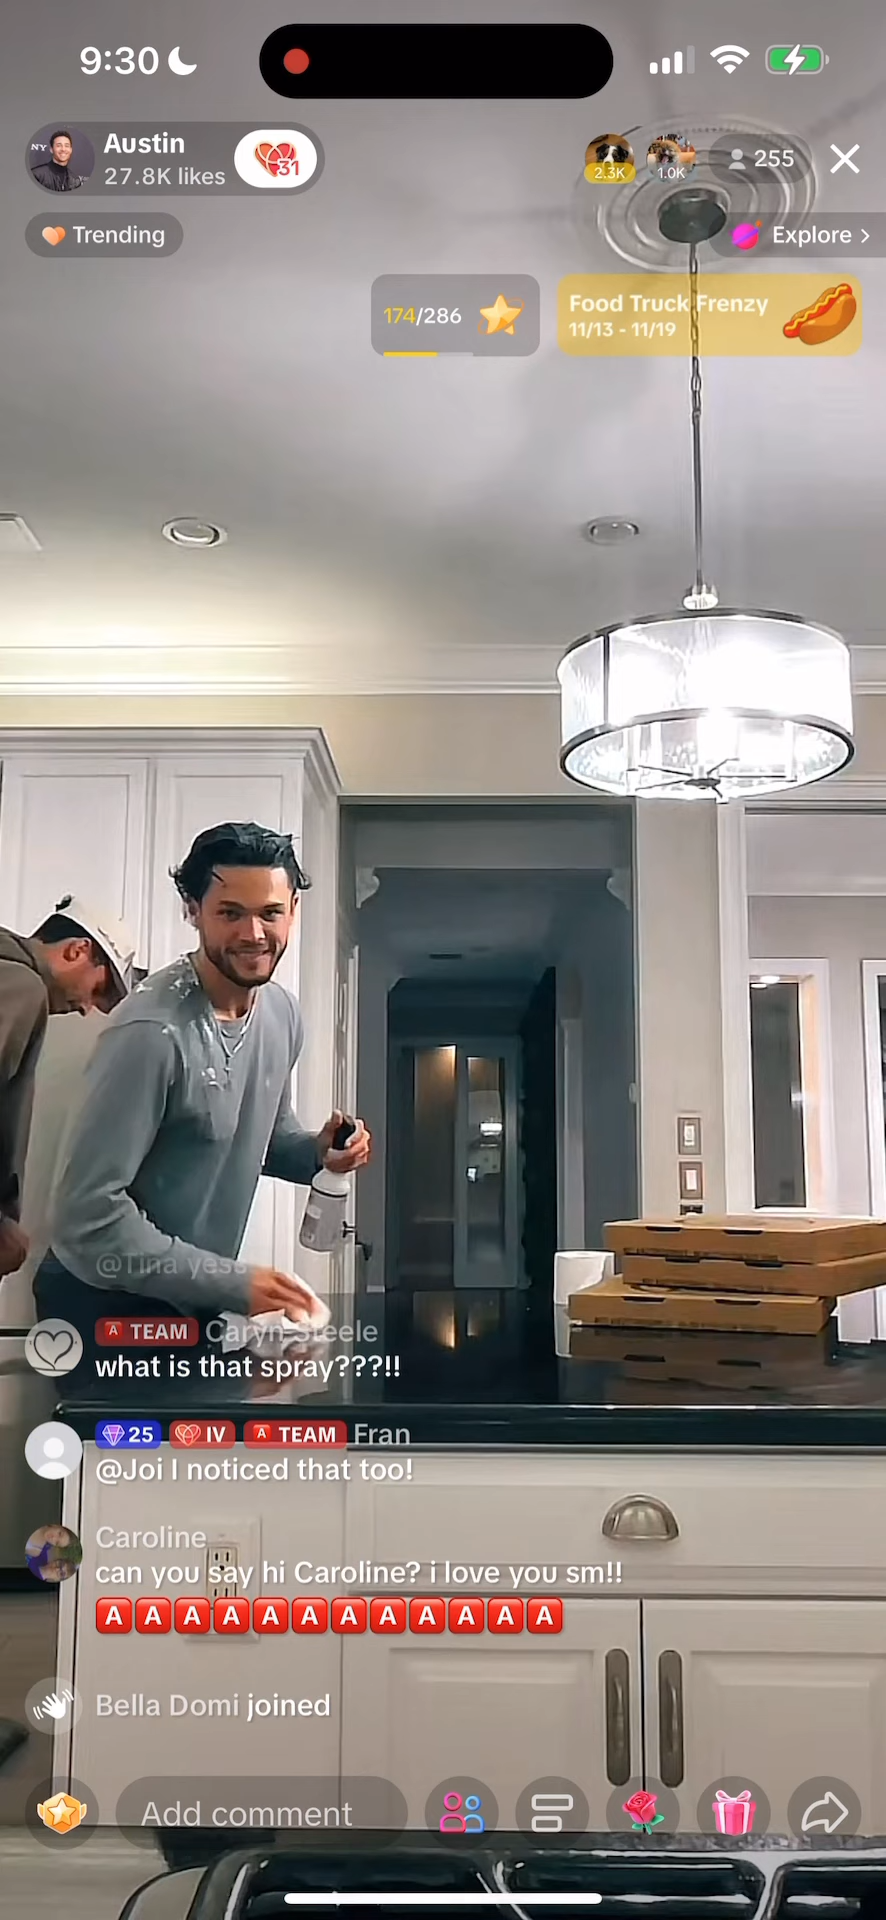 9:30
NY
Austin
27.8K likes
31
2.3K
1.0K
255
Trending
Explore >
174/286
Food Truck Frenzy
11/13 - 11/19
@Tina yess
A TEAM Caryn Steele
what is that spray???!!
25 IV A TEAM Fran
@Joi I noticed that too!
Caroline
can you say hi Caroline? i love you sm!!
A A A A A A A A A A A A
Bella Domi joined
Add comment